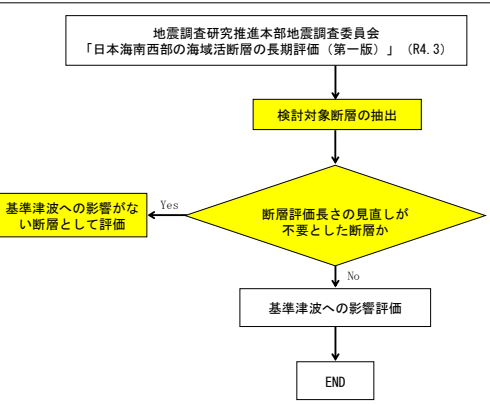 地震調査研究推進本部地震調査委員会
「日本海南西部の海域活断層の長期評価（第一版）」（R4.3）
検討対象断層の抽出
基準津波への影響がな
い断層として評価
Yes
断層評価長さの見直しが
不要とした断層か
No
基準津波への影響評価
END